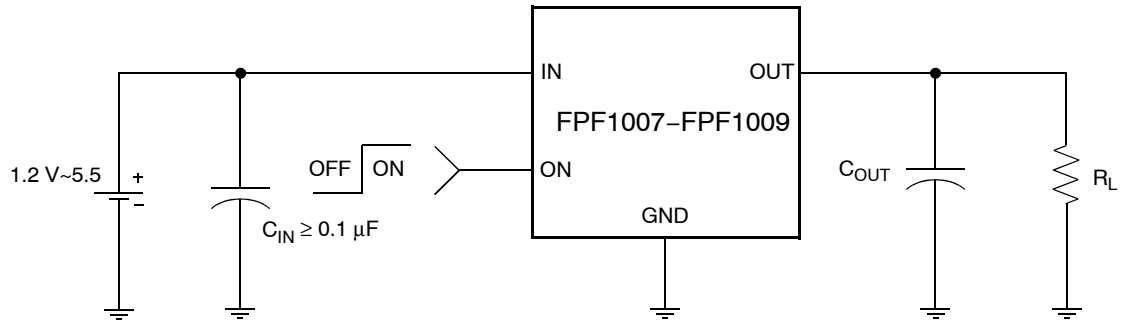 IN
OUT
FPF1007−FPF1009
OFF
ON
ON
1.2 V~5.5
+
−
C_IN ≥ 0.1 μF
GND
C_OUT
R_L